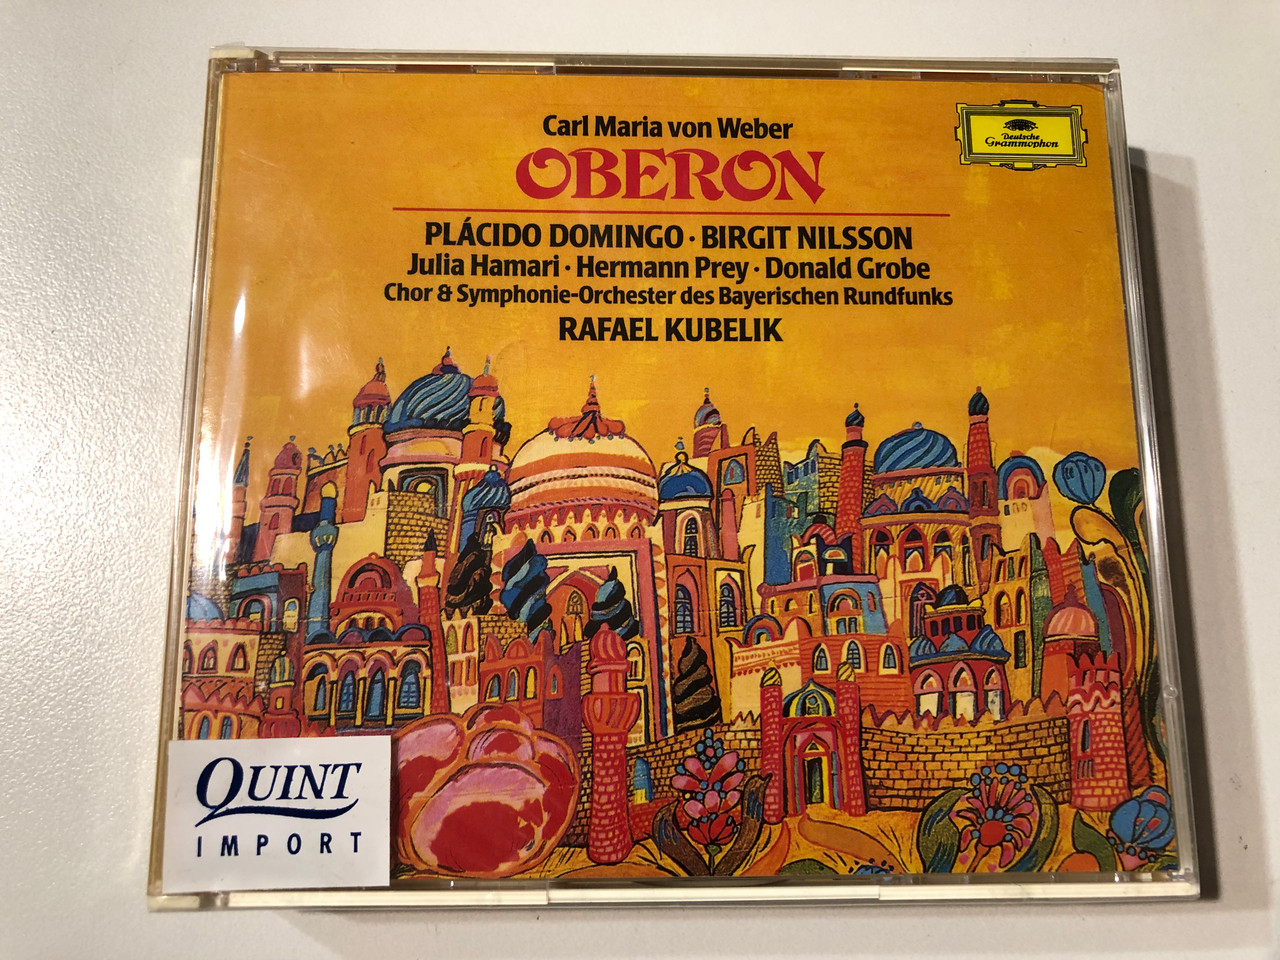 Carl Maria von Weber
OBERON
Deutsche
Grammophon
PLÁCIDO DOMINGO · BIRGIT NILSSON
Julia Hamari · Hermann Prey · Donald Grobe
Chor & Symphonie-Orchester des Bayerischen Rundfunks
RAFAEL KUBELIK
QUINT
IMPORT